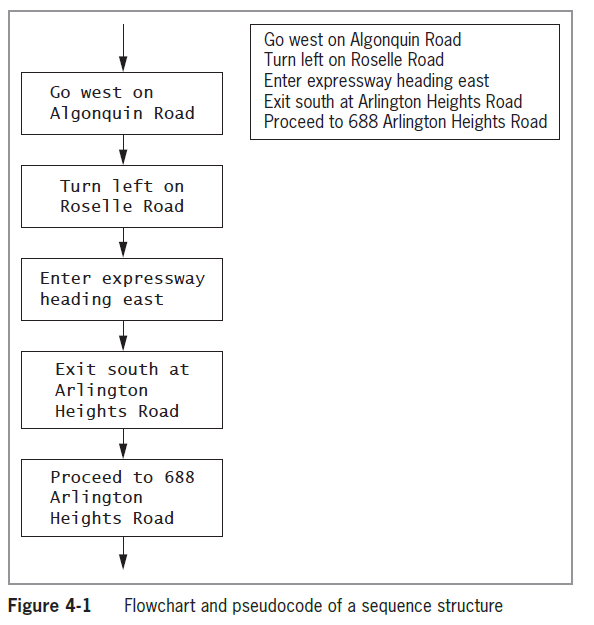 Go west on
Algonquin Road
Turn left on
Roselle Road
Enter expressway
heading east
Exit south at
Arlington
Heights Road
Proceed to 688
Arlington
Heights Road
Go west on Algonquin Road
Turn left on Roselle Road
Enter expressway heading east
Exit south at Arlington Heights Road
Proceed to 688 Arlington Heights Road
Figure 4-1 Flowchart and pseudocode of a sequence structure